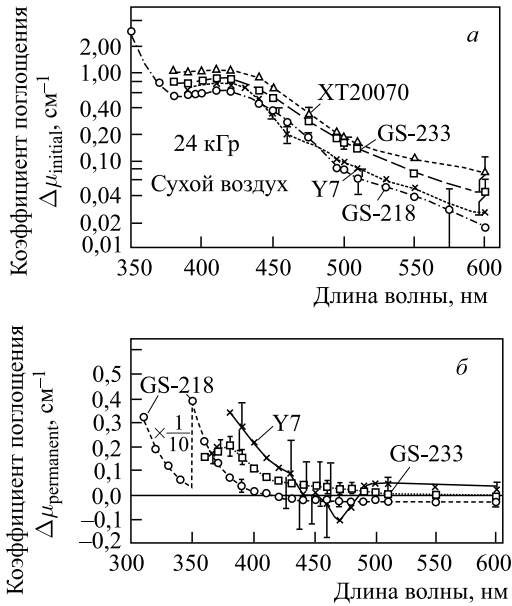 Коэффициент поглощения
Δμinitial, см–1
а
2,00
1,00
0,40
0,20
0,10
0,04
0,02
0,01
XT20070
GS-233
24 кГр
Сухой воздух
Y7
GS-218
350 400 450 500 550 600
Длина волны, нм
Коэффициент поглощения
Δμpermanent, см–1
б
0,5
0,4
0,3
0,2
0,1
0,0
–0,1
–0,2
GS-218
×1/10
Y7
GS-233
300 350 400 450 500 550 600
Длина волны, нм